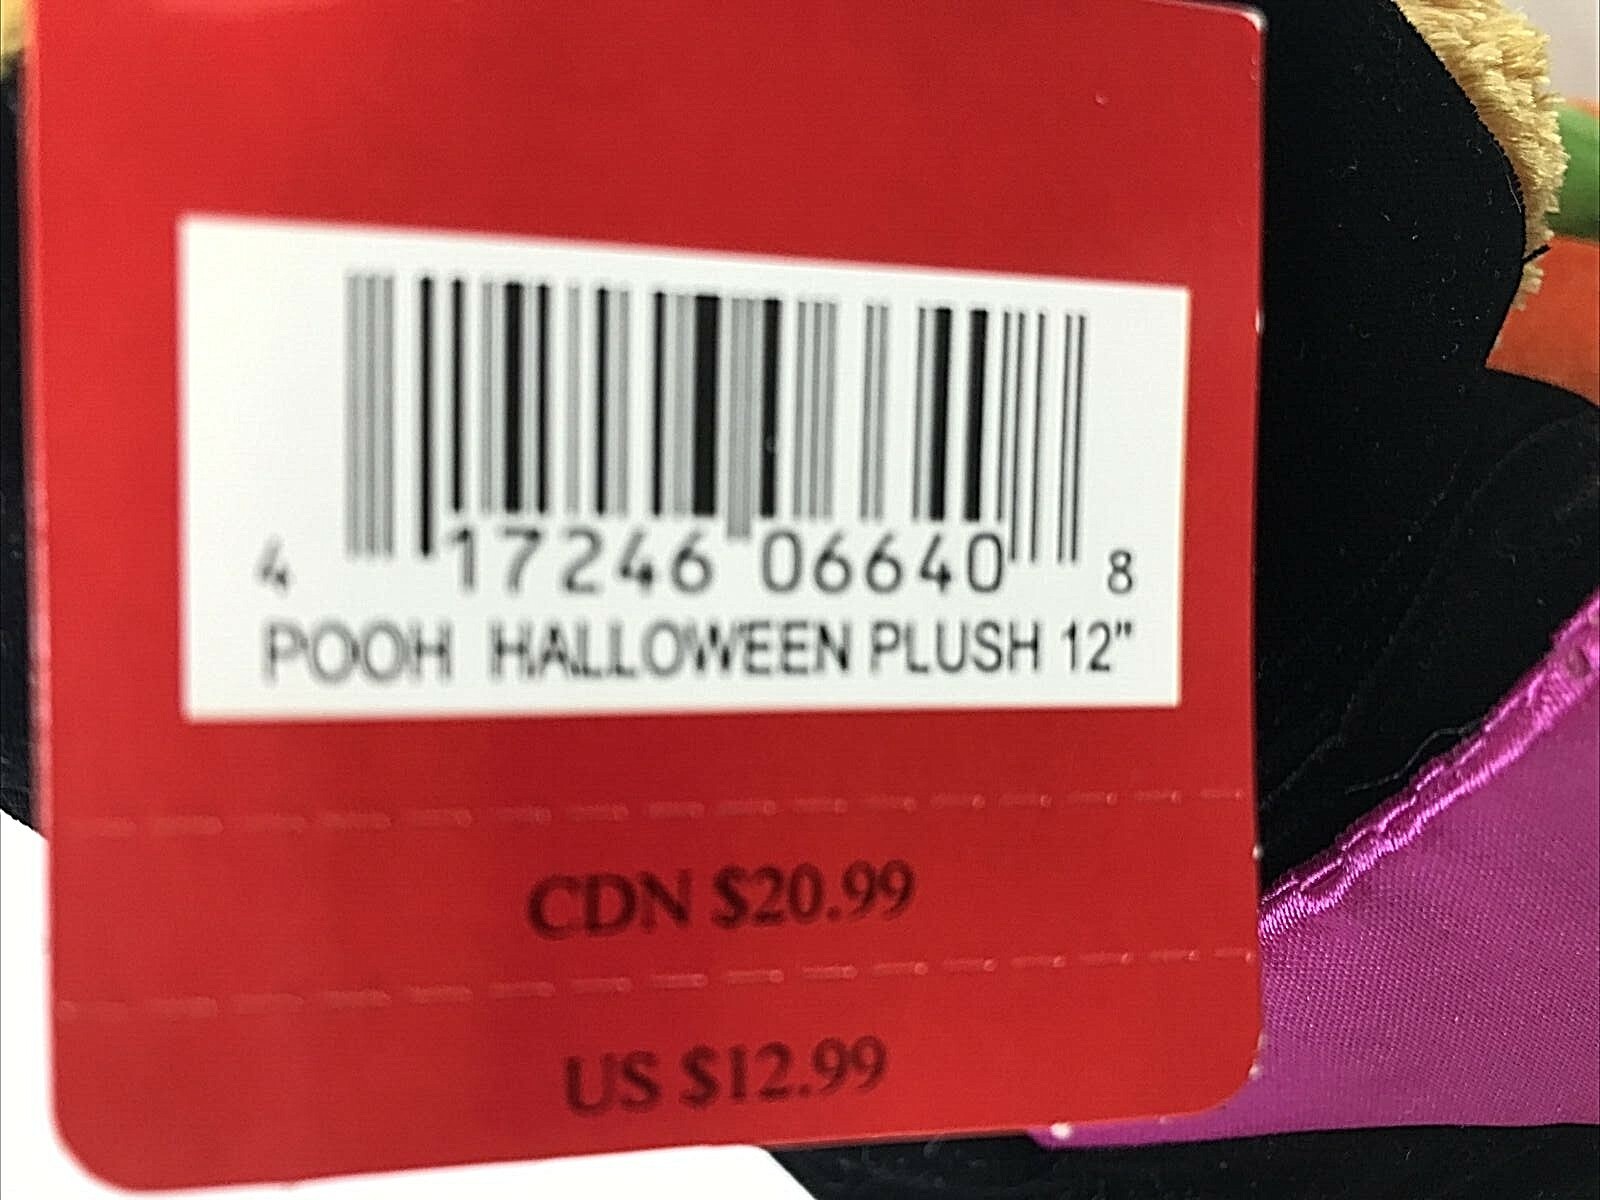 4 17246 06640 8
POOH HALLOWEEN PLUSH 12"
CDN $20.99
US $12.99